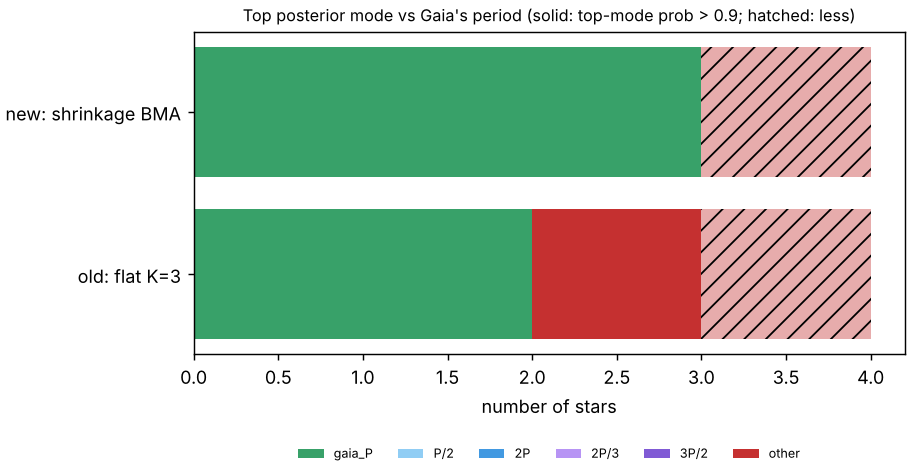 Top posterior mode vs Gaia's period (solid: top-mode prob > 0.9; hatched: less)
new: shrinkage BMA
old: flat K=3
0.0 0.5 1.0 1.5 2.0 2.5 3.0 3.5 4.0
number of stars
gaia_P P/2 2P 2P/3 3P/2 other